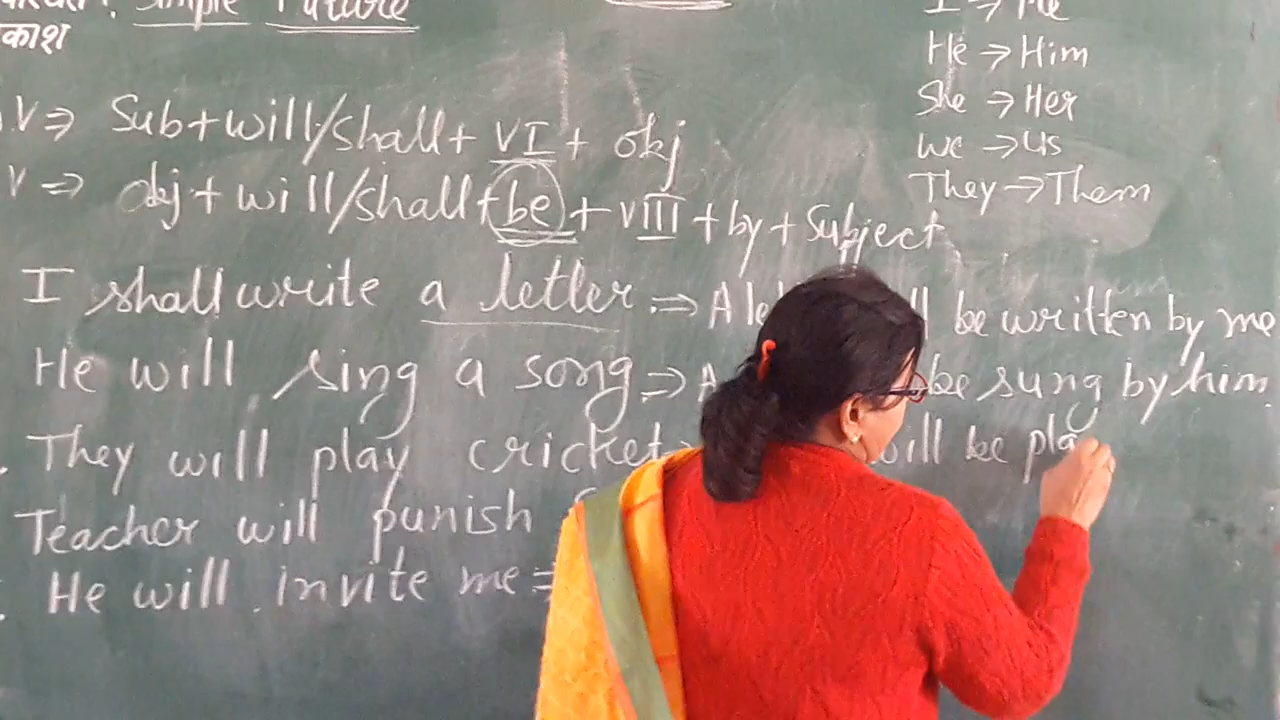 Simple Future
काश
I → Me
He → Him
She → Her
We → us
They → Them
V ⇒ Sub + will/shall + VI + obj
V ⇒ obj + will/shall + be + VIII + by + Subject
I shall write a letter. ⇒ A be written by me
He will sing a song. ⇒ A be sung by him.
They will play cricket will be pla
Teacher will punish
He will invite me =